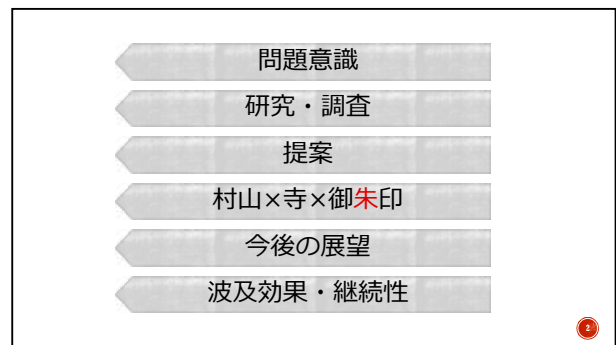 問題意識
研究・調査
提案
村山×寺×御朱印
今後の展望
波及効果・継続性
2